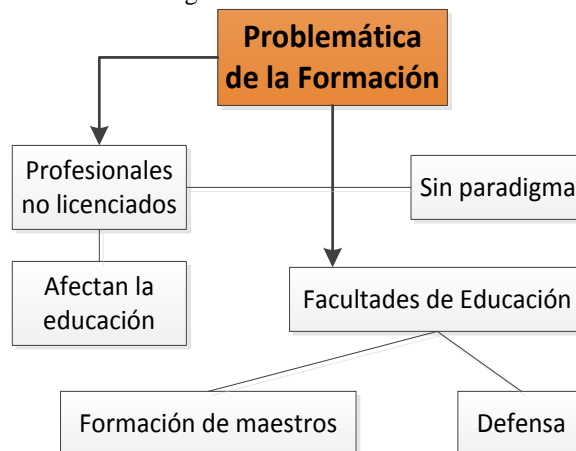 Problemática
de la Formación
Profesionales
no licenciados
Sin paradigma
Afectan la
educación
Facultades de Educación
Formación de maestros
Defensa